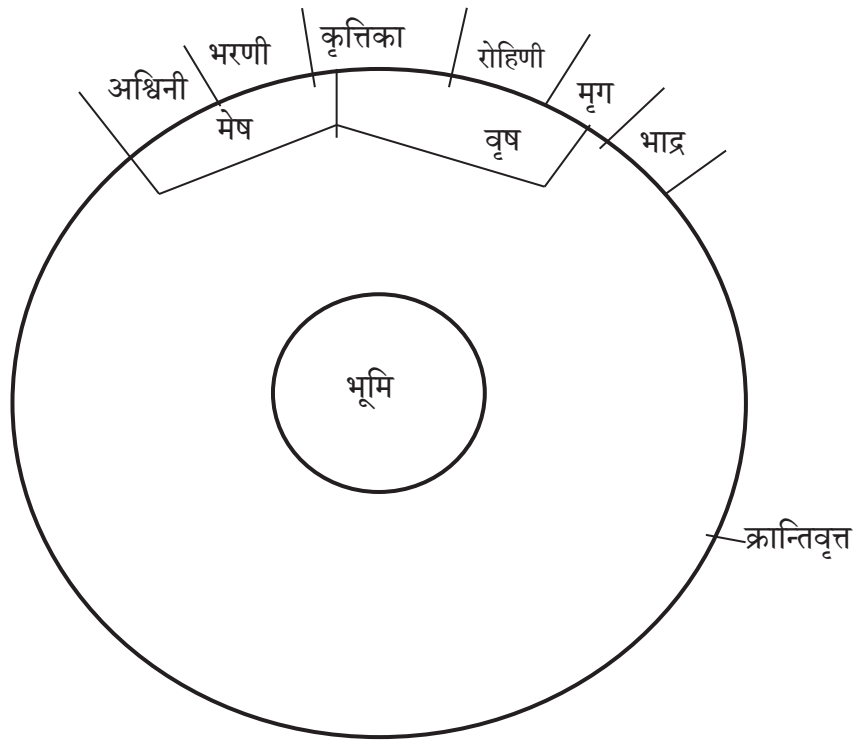 अश्विनी
भरणी
कृत्तिका
रोहिणी
मृग
भाद्र
मेष
वृष
भूमि
क्रान्तिवृत्त